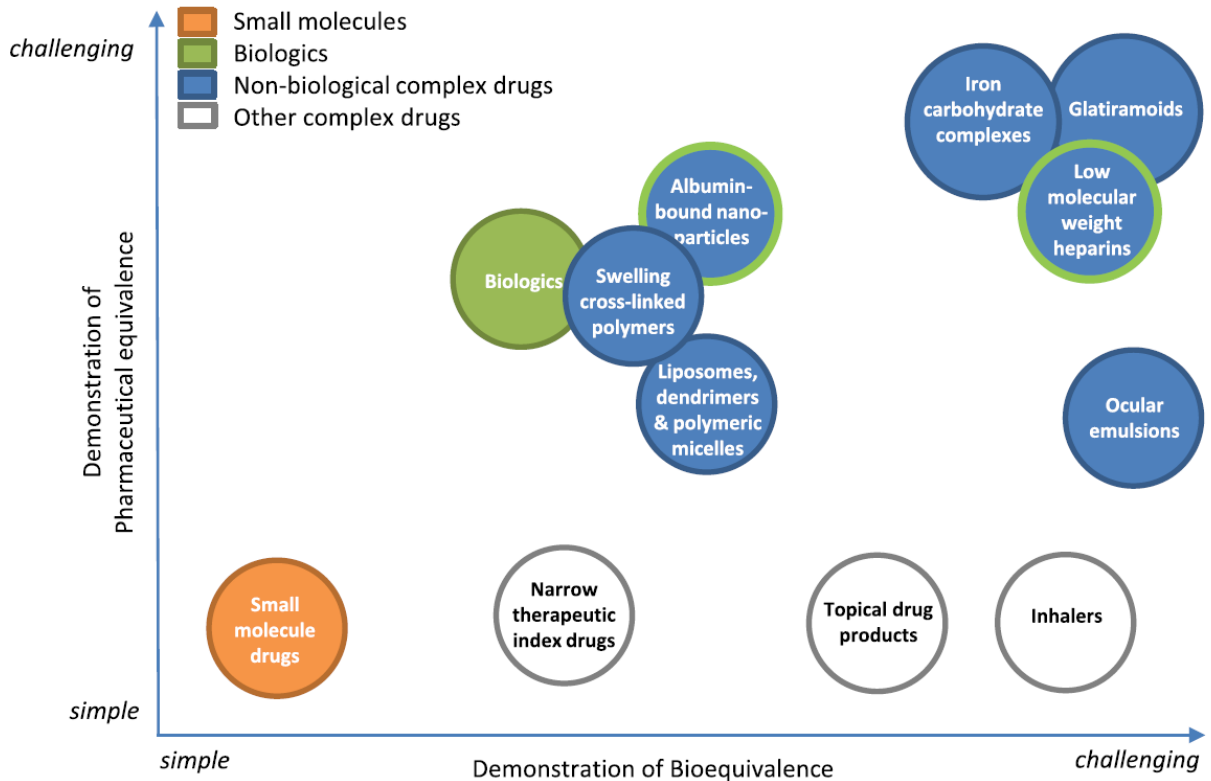 Small molecules
Biologics
Non-biological complex drugs
Other complex drugs
challenging
Demonstration of
Pharmaceutical equivalence
simple
Iron
carbohydrate
complexes
Glatiramoids
Low
molecular
weight
heparins
Albumin-
bound nano-
particles
Biologics
Swelling
cross-linked
polymers
Liposomes,
dendrimers
& polymeric
micelles
Ocular
emulsions
Small
molecule
drugs
Narrow
therapeutic
index drugs
Topical drug
products
Inhalers
simple
Demonstration of Bioequivalence
challenging